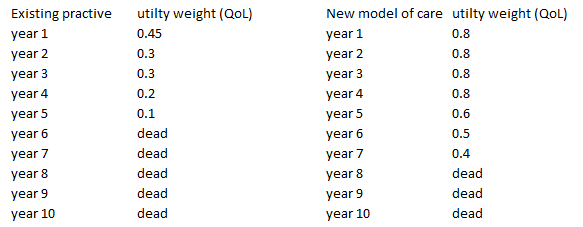 Existing practive utilty weight (QoL) New model of care utilty weight (QoL)
year 1 0.45 year 1 0.8
year 2 0.3 year 2 0.8
year 3 0.3 year 3 0.8
year 4 0.2 year 4 0.8
year 5 0.1 year 5 0.6
year 6 dead year 6 0.5
year 7 dead year 7 0.4
year 8 dead year 8 dead
year 9 dead year 9 dead
year 10 dead year 10 dead